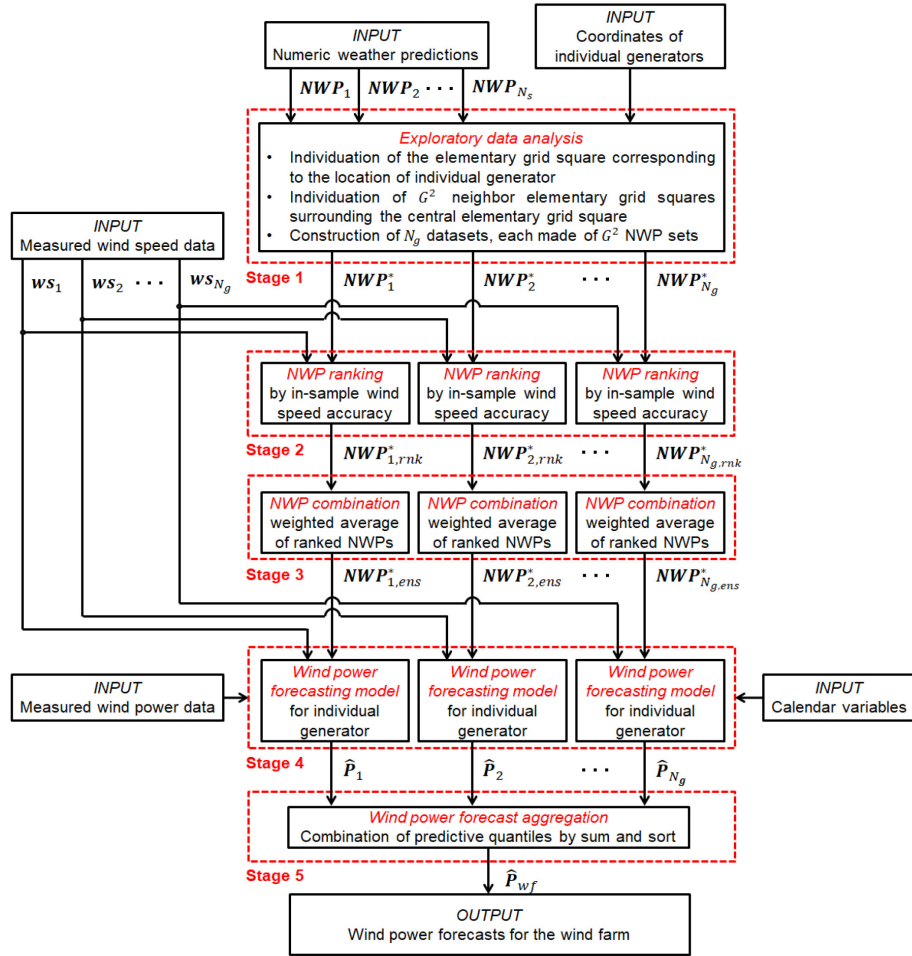 INPUT
Numeric weather predictions
INPUT
Coordinates of
individual generators
NWP₁ NWP₂ ··· NWP_{N_s}
Exploratory data analysis
• Individuation of the elementary grid square corresponding
to the location of individual generator
• Individuation of G² neighbor elementary grid squares
surrounding the central elementary grid square
• Construction of N_g datasets, each made of G² NWP sets
INPUT
Measured wind speed data
ws₁ ws₂ ··· ws_{N_g}
Stage 1
NWP*₁ NWP*₂ ··· NWP*_{N_g}
NWP ranking
by in-sample wind
speed accuracy
NWP ranking
by in-sample wind
speed accuracy
NWP ranking
by in-sample wind
speed accuracy
Stage 2
NWP*_{1,rnk} NWP*_{2,rnk} ··· NWP*_{N_g,rnk}
NWP combination
weighted average
of ranked NWPs
NWP combination
weighted average
of ranked NWPs
NWP combination
weighted average
of ranked NWPs
Stage 3
NWP*_{1,ens} NWP*_{2,ens} ··· NWP*_{N_g,ens}
INPUT
Measured wind power data
Wind power
forecasting model
for individual
generator
Wind power
forecasting model
for individual
generator
Wind power
forecasting model
for individual
generator
INPUT
Calendar variables
Stage 4
P̂₁ P̂₂ ··· P̂_{N_g}
Wind power forecast aggregation
Combination of predictive quantiles by sum and sort
Stage 5
P̂_{wf}
OUTPUT
Wind power forecasts for the wind farm